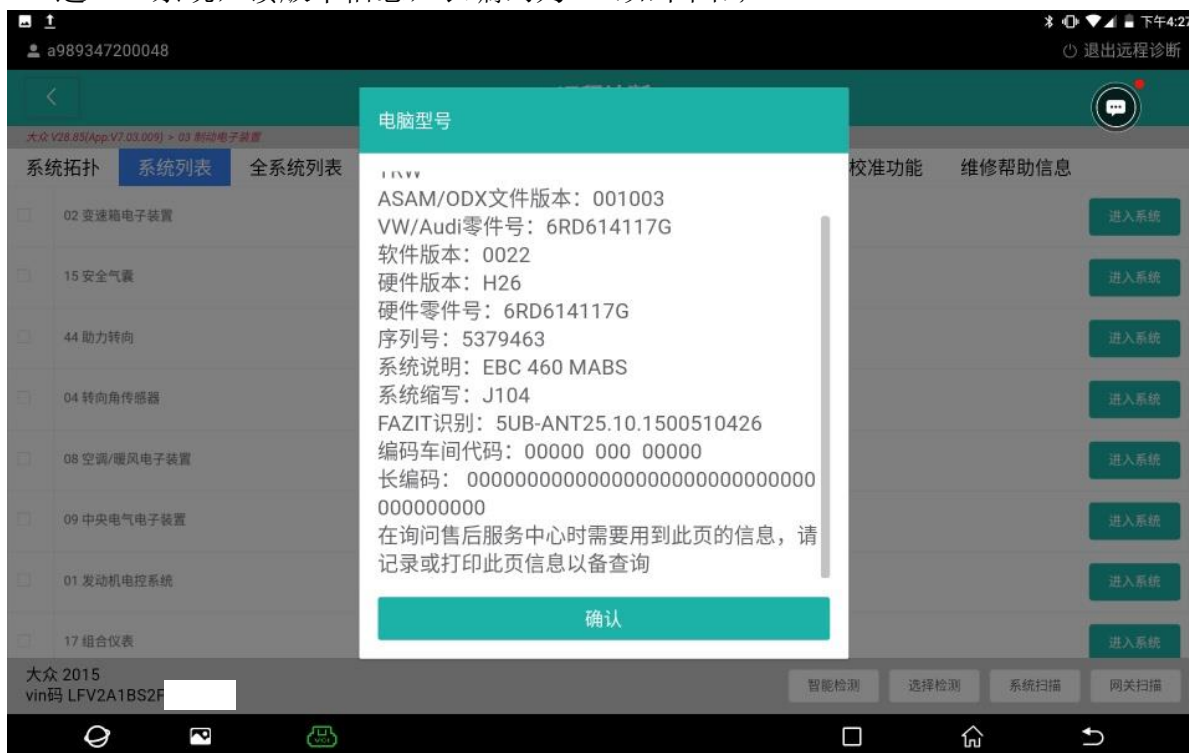 下午4:27
a989347200048
退出远程诊断
大众 V28.85(App:V7.03.009) > 03 制动电子装置
电脑型号
系统拓扑 系统列表 全系统列表 校准功能 维修帮助信息
TRW
ASAM/ODX文件版本：001003
VW/Audi零件号：6RD614117G
软件版本：0022
硬件版本：H26
硬件零件号：6RD614117G
序列号：5379463
系统说明：EBC 460 MABS
系统缩写：J104
FAZIT识别：5UB-ANT25.10.1500510426
编码车间代码：00000 000 00000
长编码： 00000000000000000000000000000
000000000
在询问售后服务中心时需要用到此页的信息，请
记录或打印此页信息以备查询
确认
02 变速箱电子装置 进入系统
15 安全气囊 进入系统
44 助力转向 进入系统
04 转向角传感器 进入系统
08 空调/暖风电子装置 进入系统
09 中央电气电子装置 进入系统
01 发动机电控系统 进入系统
17 组合仪表 进入系统
大众 2015
vin码 LFV2A1BS2F
智能检测 选择检测 系统扫描 网关扫描
VCI